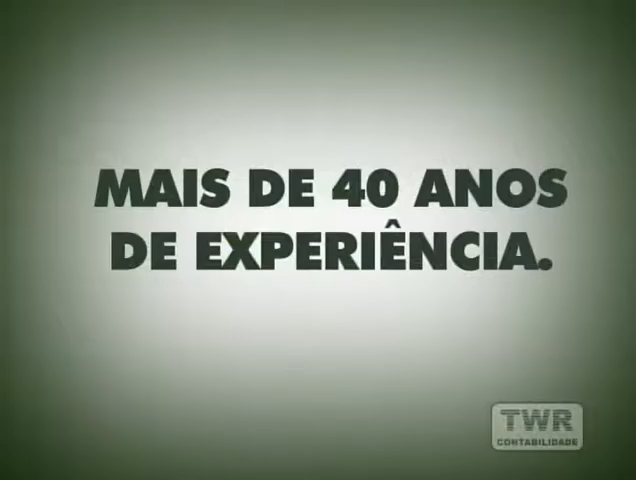 MAIS DE 40 ANOS
DE EXPERIÊNCIA.
TWR
CONTABILIDADE